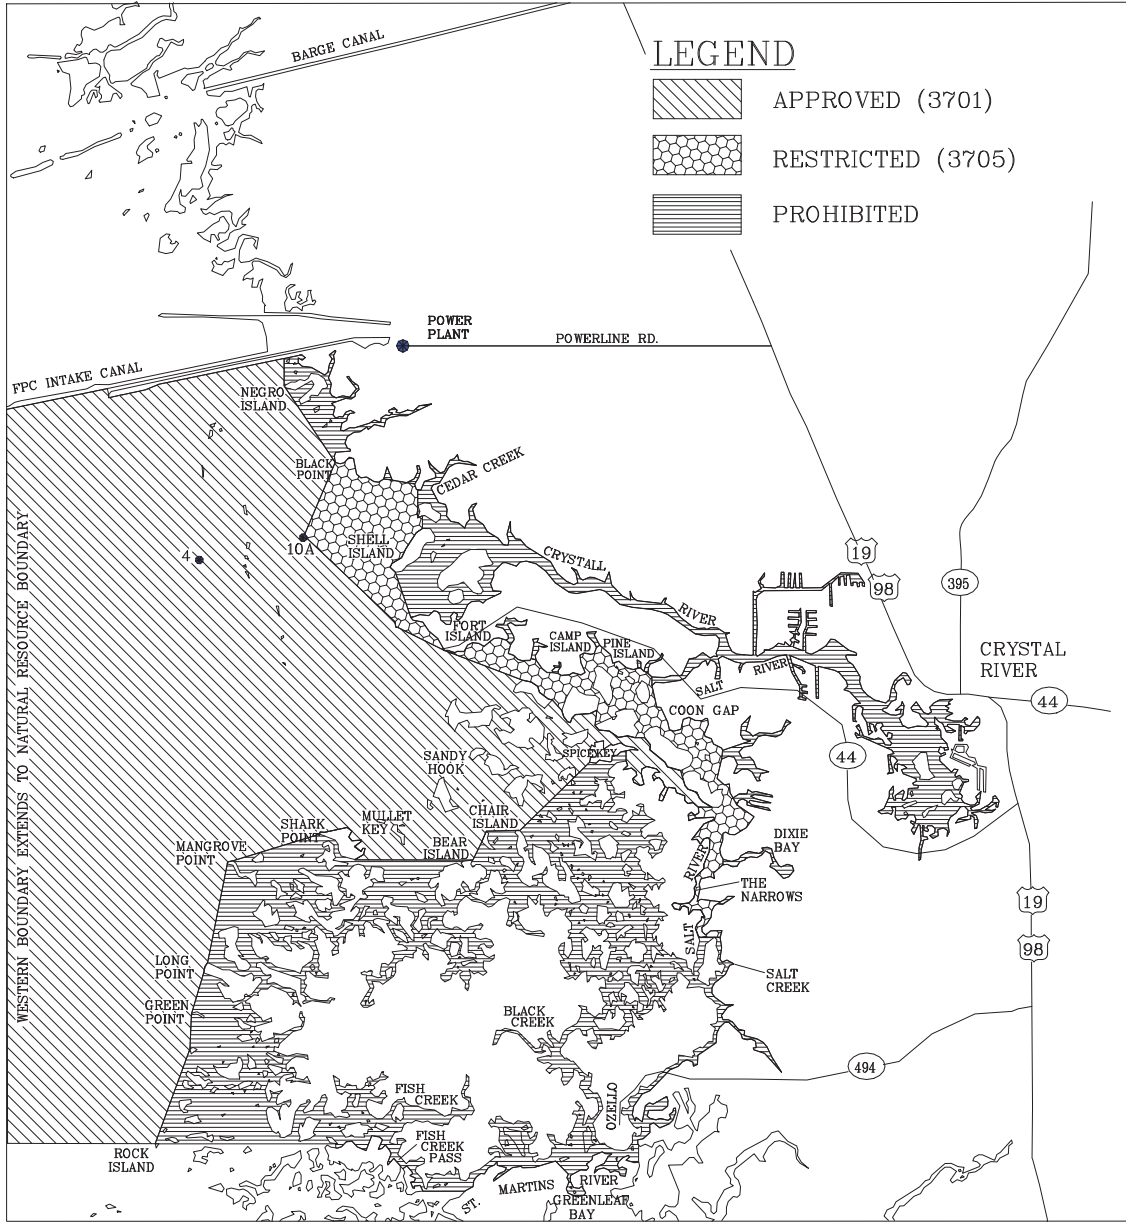 BARGE CANAL
LEGEND
APPROVED (3701)
RESTRICTED (3705)
PROHIBITED
POWER
PLANT
POWERLINE RD.
FPC INTAKE CANAL
NEGRO
ISLAND
BLACK
POINT
CEDAR CREEK
WESTERN BOUNDARY EXTENDS TO NATURAL RESOURCE BOUNDARY
4
10A
SHELL
ISLAND
CRYSTALL
RIVER
19
98
395
FORT
ISLAND
CAMP
ISLAND
PINE
ISLAND
SALT
RIVER
CRYSTAL
RIVER
44
COON GAP
44
SPICEKEY
SANDY
HOOK
CHAIR
ISLAND
MULLET
KEY
SHARK
POINT
BEAR
ISLAND
MANGROVE
POINT
DIXIE
BAY
RIVER
THE
NARROWS
SALT
19
98
LONG
POINT
SALT
CREEK
GREEN
POINT
BLACK
CREEK
494
FISH
CREEK
OZELLO
FISH
CREEK
PASS
ROCK
ISLAND
ST.
MARTINS
RIVER
GREENLEAF
BAY